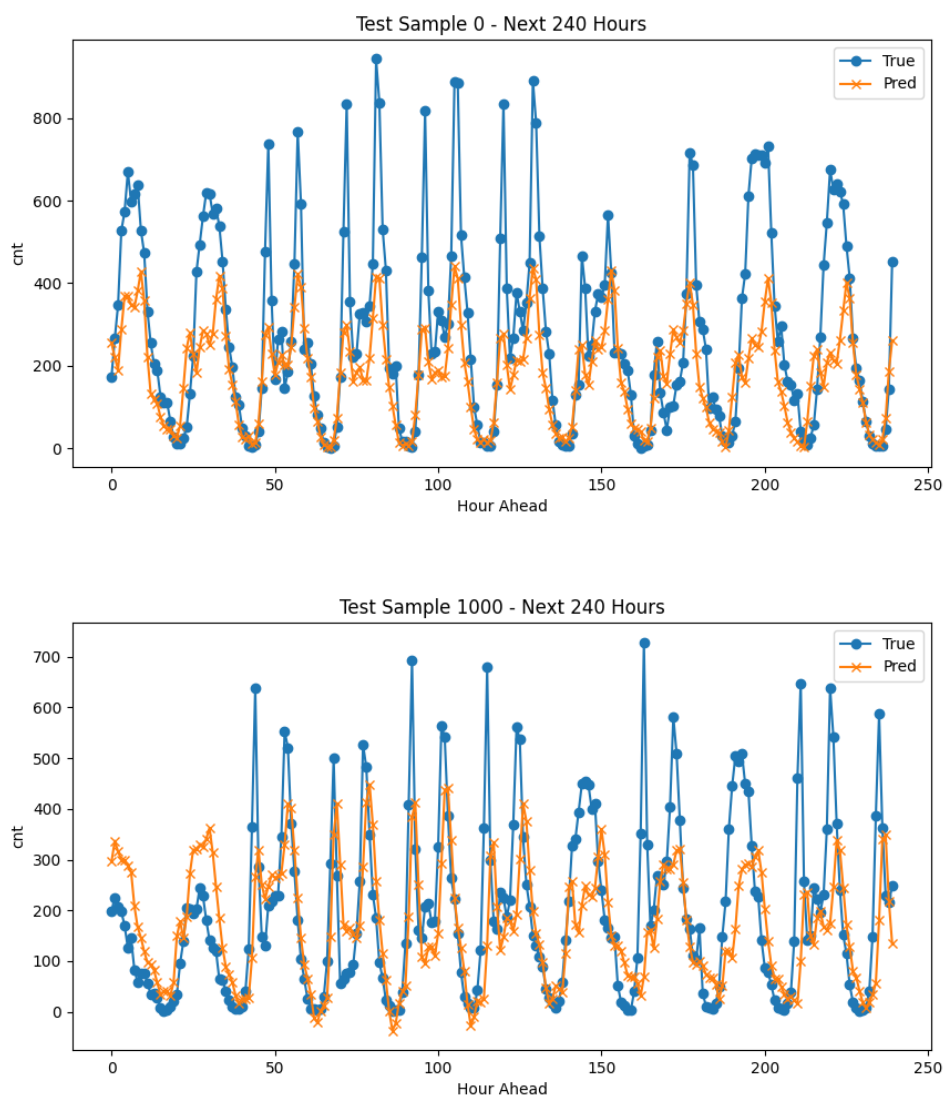 Test Sample 0 - Next 240 Hours
True
Pred
800
600
400
200
0
cnt
0 50 100 150 200 250
Hour Ahead
Test Sample 1000 - Next 240 Hours
True
Pred
700
600
500
400
300
200
100
0
cnt
0 50 100 150 200 250
Hour Ahead